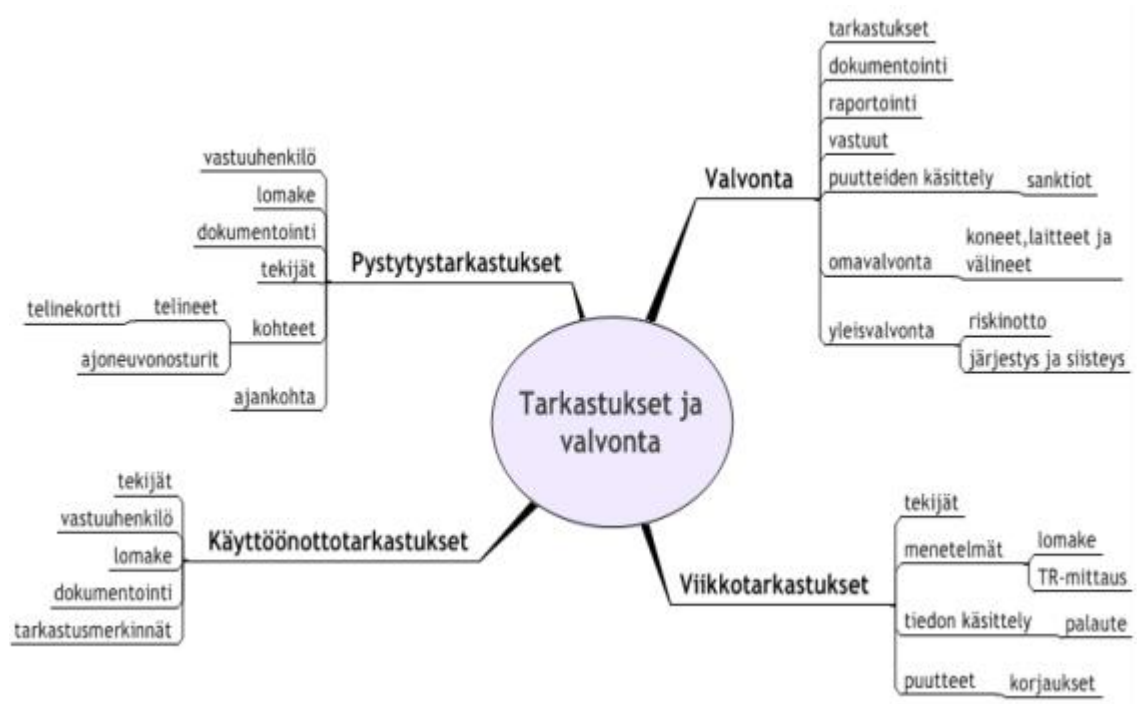 Tarkastukset ja
valvonta
Valvonta
tarkastukset
dokumentointi
raportointi
vastuut
puutteiden käsittely
sanktiot
omavalvonta
koneet,laitteet ja
välineet
yleisvalvonta
riskinotto
järjestys ja siisteys
Pystytystarkastukset
vastuuhenkilö
lomake
dokumentointi
tekijät
kohteet
telineet
telinekortti
ajoneuvonosturit
ajankohta
Käyttöönottotarkastukset
tekijät
vastuuhenkilö
lomake
dokumentointi
tarkastusmerkinnät
Viikkotarkastukset
tekijät
menetelmät
lomake
TR-mittaus
tiedon käsittely
palaute
puutteet
korjaukset